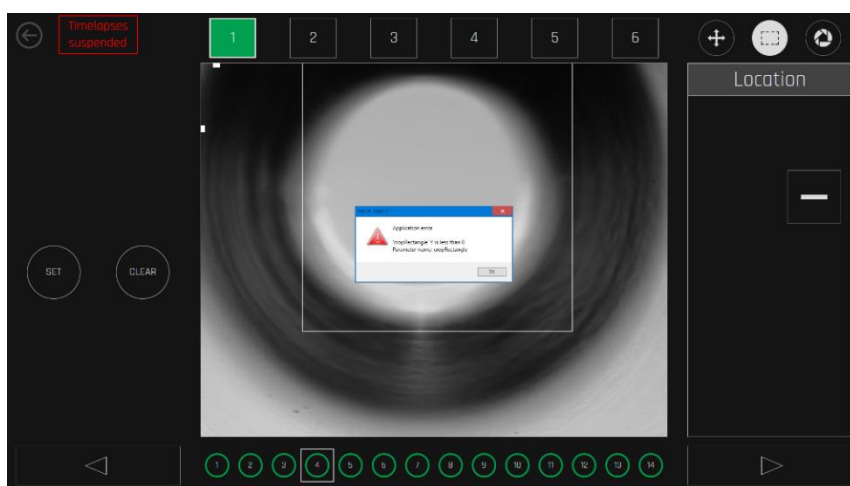 Timelapses
suspended
1
2
3
4
5
6
Location
Application error
'cropRectangle' Y is less than 0
Parameter name: cropRectangle
SET
CLEAR
1
2
3
4
5
6
7
8
9
10
11
12
13
14